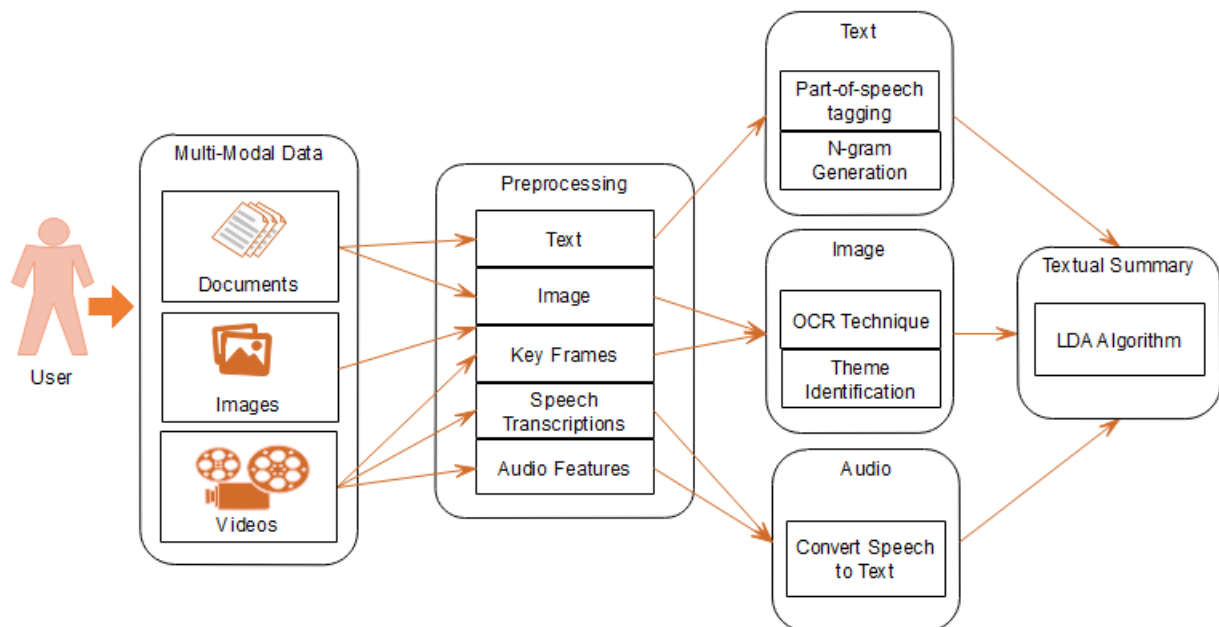 User
Multi-Modal Data
Documents
Images
Videos
Preprocessing
Text
Image
Key Frames
Speech
Transcriptions
Audio Features
Text
Part-of-speech
tagging
N-gram
Generation
Image
OCR Technique
Theme
Identification
Audio
Convert Speech
to Text
Textual Summary
LDA Algorithm